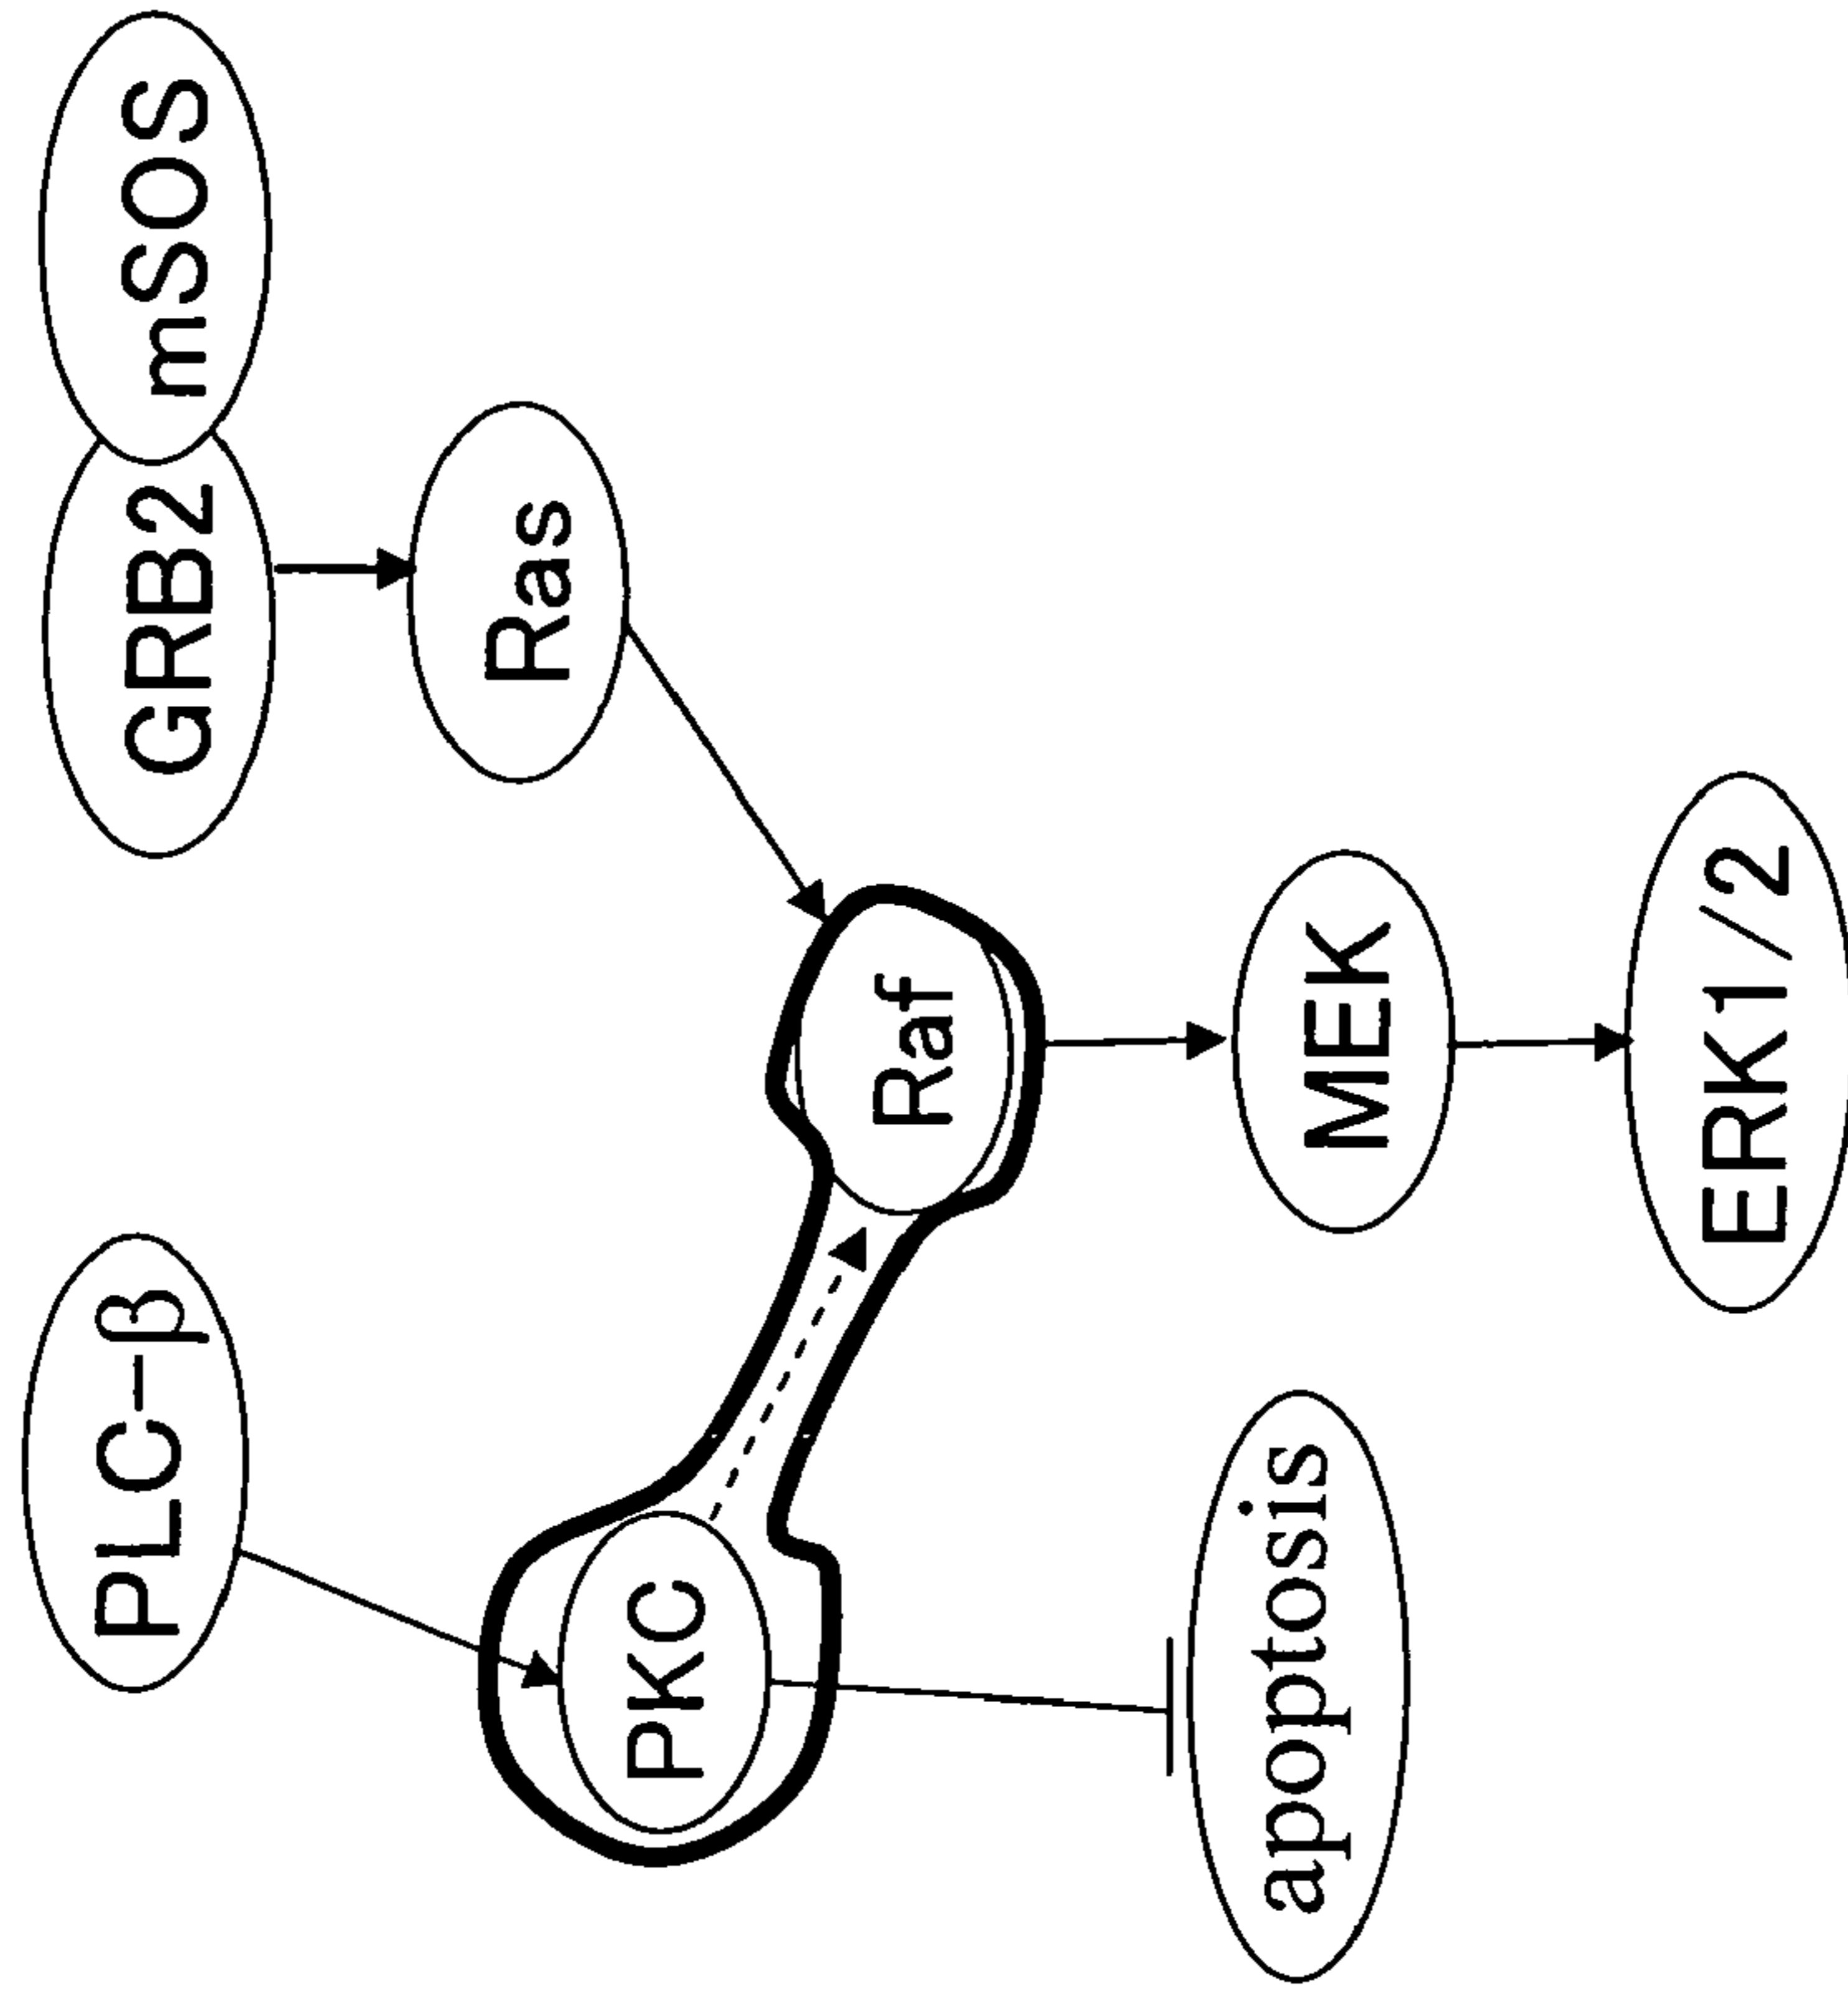 GRB2
mSOS
PLC-β
Ras
PKC
Raf
MEK
apoptosis
ERK1/2